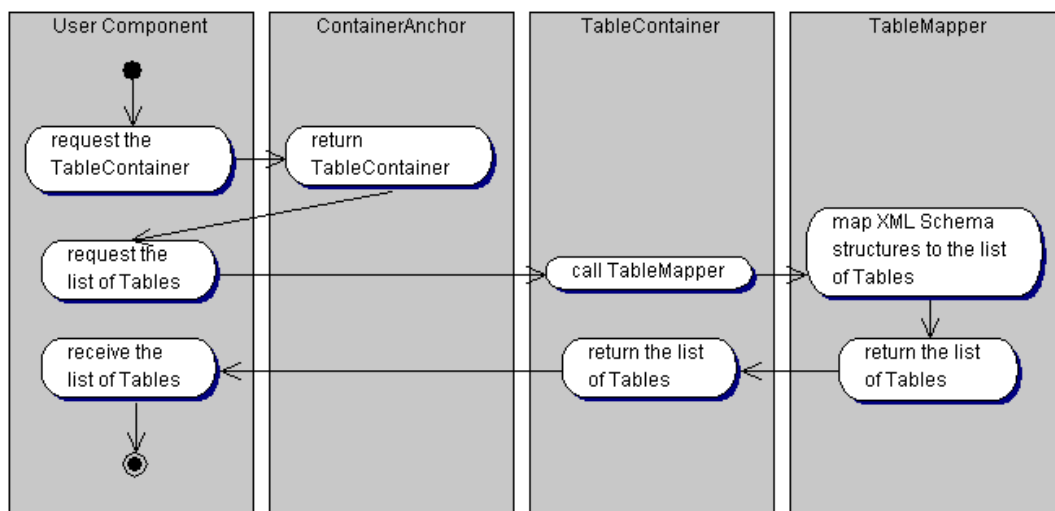 User Component
ContainerAnchor
TableContainer
TableMapper
request the
TableContainer
return
TableContainer
request the
list of Tables
call TableMapper
map XML Schema
structures to the list
of Tables
receive the
list of Tables
return the list
of Tables
return the list
of Tables